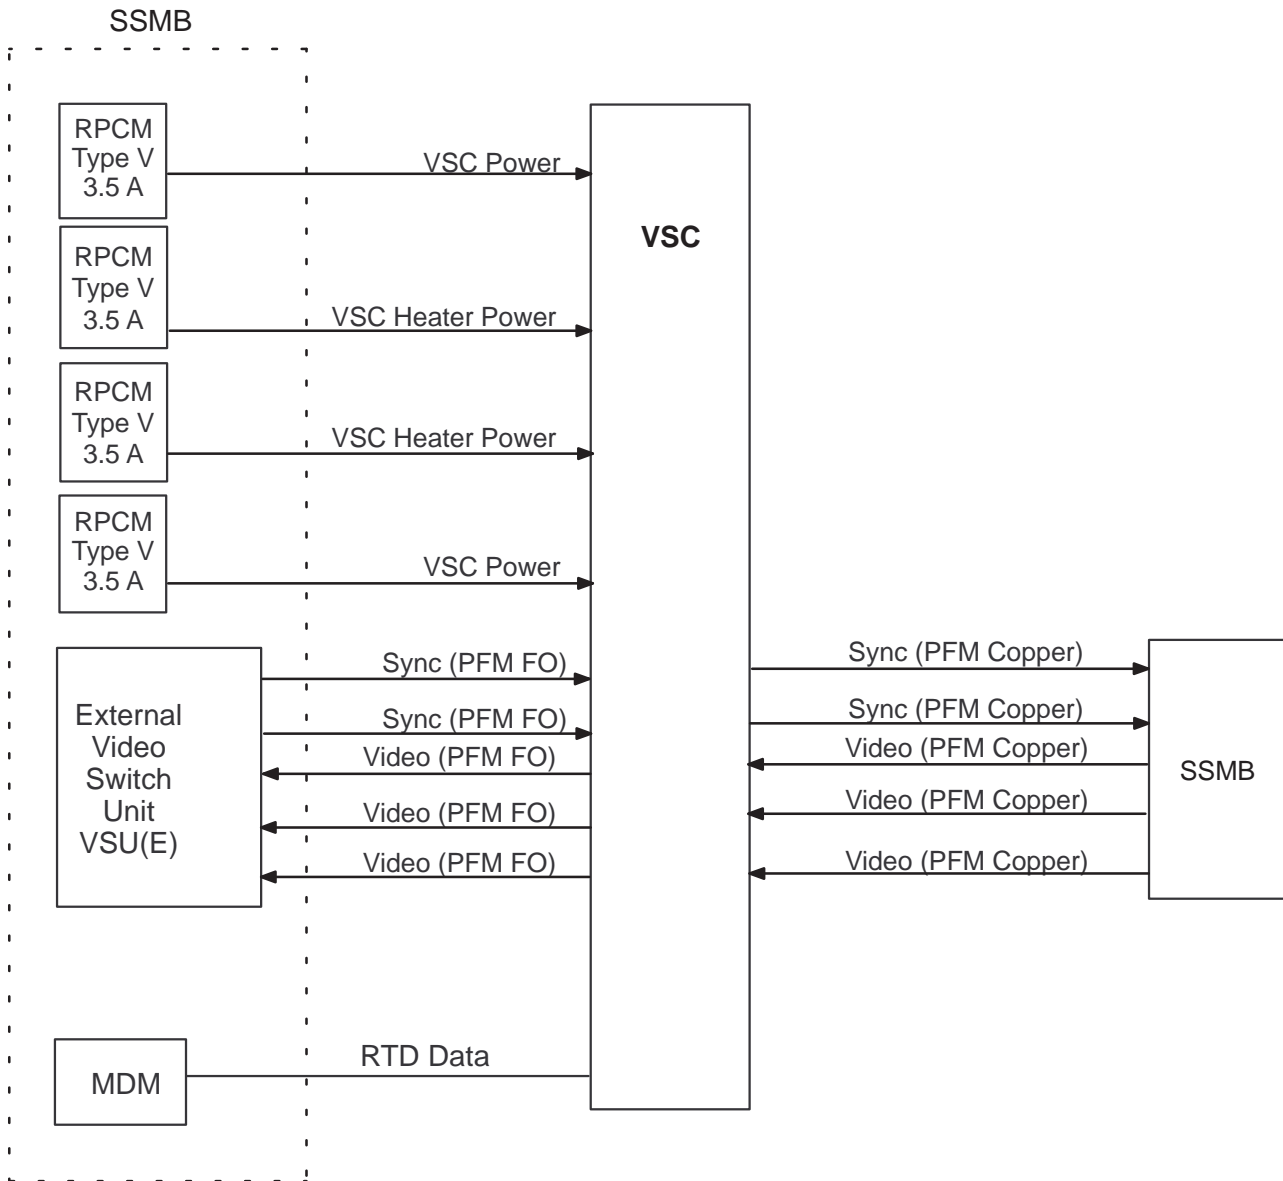 SSMB
RPCM
Type V
3.5 A
VSC Power
VSC
RPCM
Type V
3.5 A
VSC Heater Power
RPCM
Type V
3.5 A
VSC Heater Power
RPCM
Type V
3.5 A
VSC Power
External
Video
Switch
Unit
VSU(E)
Sync (PFM FO)
Sync (PFM FO)
Video (PFM FO)
Video (PFM FO)
Video (PFM FO)
Sync (PFM Copper)
Sync (PFM Copper)
Video (PFM Copper)
Video (PFM Copper)
Video (PFM Copper)
SSMB
MDM
RTD Data